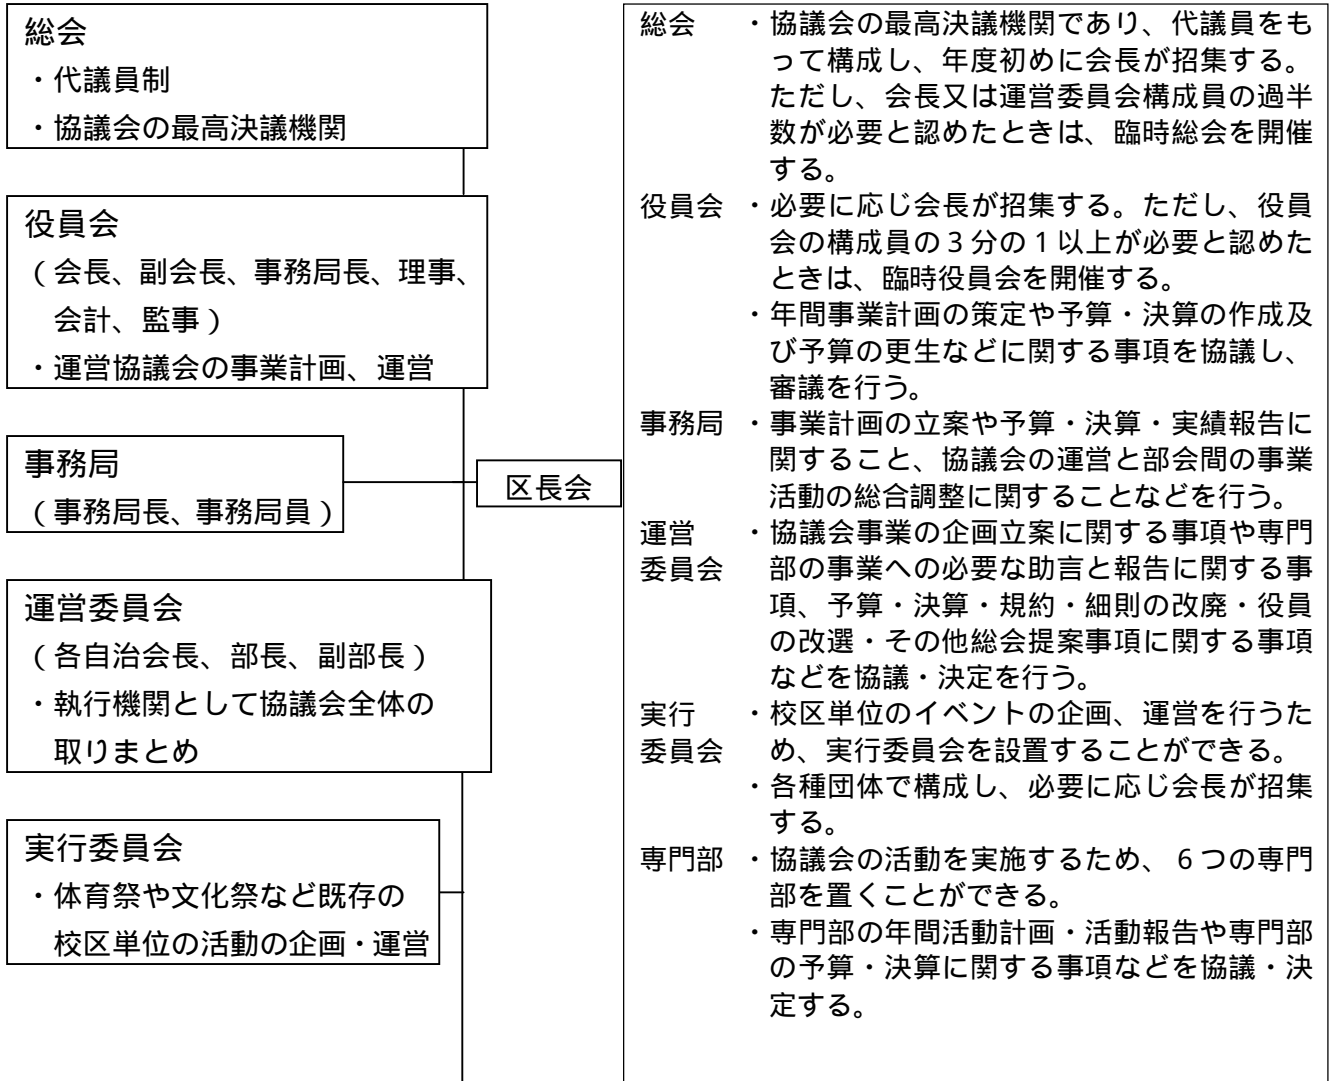 総会
・代議員制
・協議会の最高決議機関
役員会
（会長、副会長、事務局長、理事、
会計、監事）
・運営協議会の事業計画、運営
事務局
（事務局長、事務局員）
区長会
運営委員会
（各自治会長、部長、副部長）
・執行機関として協議会全体の
取りまとめ
実行委員会
・体育祭や文化祭など既存の
校区単位の活動の企画・運営
総会 ・協議会の最高決議機関であり、代議員をも
って構成し、年度初めに会長が招集する。
ただし、会長又は運営委員会構成員の過半
数が必要と認めたときは、臨時総会を開催
する。
役員会 ・必要に応じ会長が招集する。ただし、役員
会の構成員の３分の１以上が必要と認めた
ときは、臨時役員会を開催する。
・年間事業計画の策定や予算・決算の作成及
び予算の更生などに関する事項を協議し、
審議を行う。
事務局 ・事業計画の立案や予算・決算・実績報告に
関すること、協議会の運営と部会間の事業
活動の総合調整に関することなどを行う。
運営 ・協議会事業の企画立案に関する事項や専門
委員会 部の事業への必要な助言と報告に関する事
項、予算・決算・規約・細則の改廃・役員
の改選・その他総会提案事項に関する事項
などを協議・決定を行う。
実行 ・校区単位のイベントの企画、運営を行うた
委員会 め、実行委員会を設置することができる。
・各種団体で構成し、必要に応じ会長が招集
する。
専門部 ・協議会の活動を実施するため、６つの専門
部を置くことができる。
・専門部の年間活動計画・活動報告や専門部
の予算・決算に関する事項などを協議・決
定する。